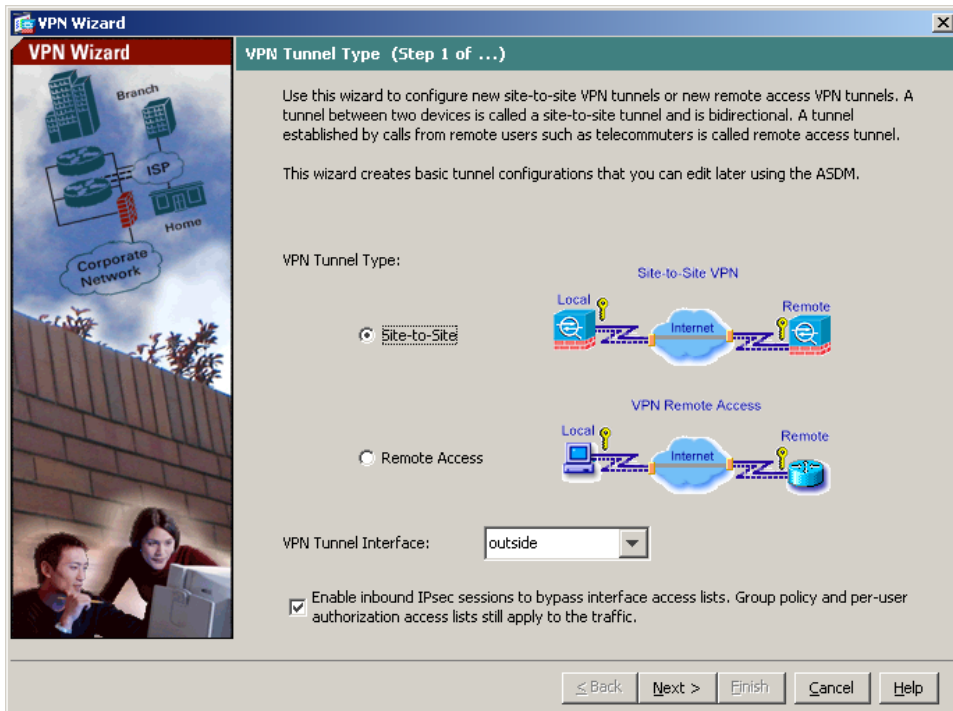 VPN Wizard
VPN Wizard
Branch
ISP
Home
Corporate
Network
VPN Tunnel Type (Step 1 of ...)
Use this wizard to configure new site-to-site VPN tunnels or new remote access VPN tunnels. A
tunnel between two devices is called a site-to-site tunnel and is bidirectional. A tunnel
established by calls from remote users such as telecommuters is called remote access tunnel.
This wizard creates basic tunnel configurations that you can edit later using the ASDM.
VPN Tunnel Type:
Site-to-Site VPN
Local
Remote
Internet
Site-to-Site
VPN Remote Access
Local
Remote
Internet
Remote Access
VPN Tunnel Interface:
outside
Enable inbound IPsec sessions to bypass interface access lists. Group policy and per-user
authorization access lists still apply to the traffic.
< Back
Next >
Finish
Cancel
Help